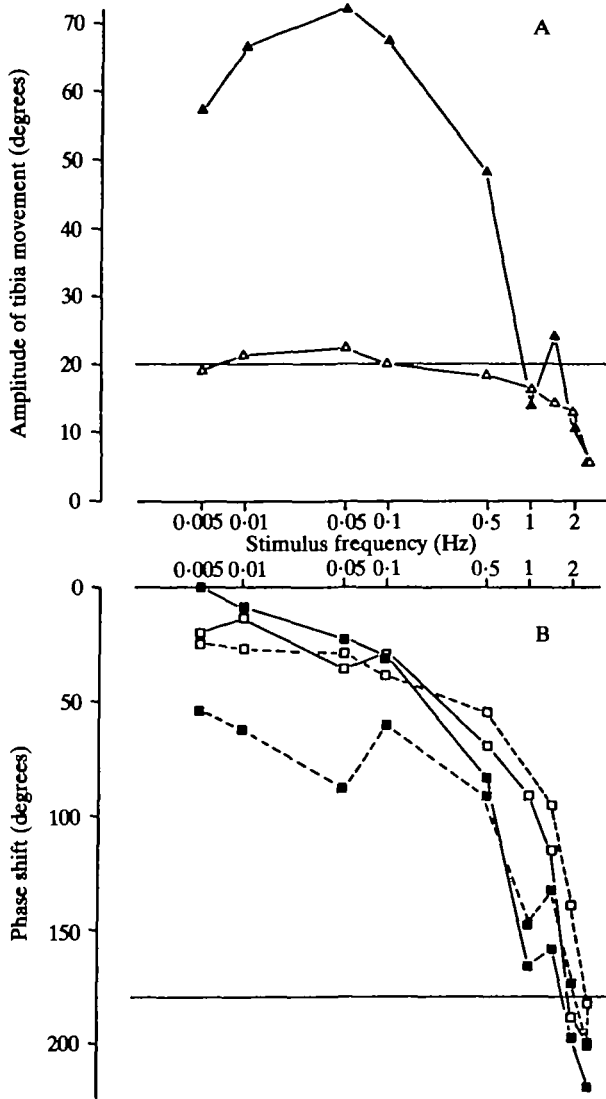 A
Amplitude of tibia movement (degrees)
70
60
50
40
30
20
10
0
0·005 0·01 0·05 0·1 0·5 1 2
Stimulus frequency (Hz)
0·005 0·01 0·05 0·1 0·5 1 2
B
Phase shift (degrees)
0
50
100
150
200